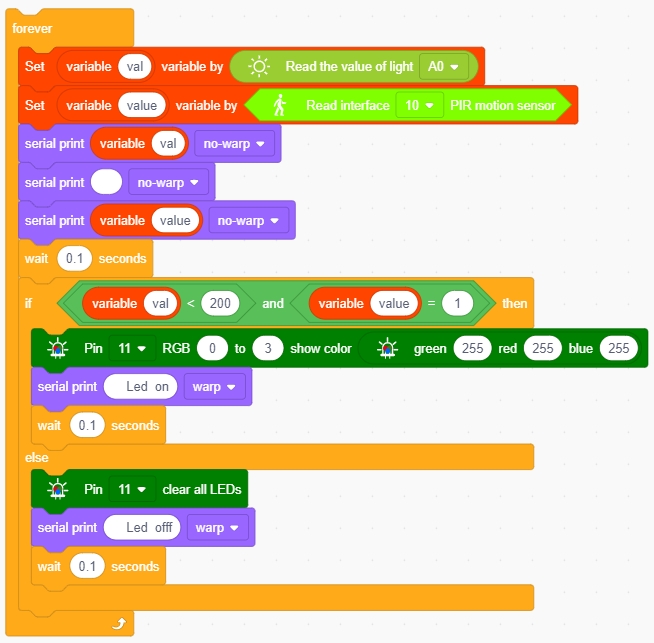 forever
Set variable val variable by Read the value of light A0
Set variable value variable by Read interface 10 PIR motion sensor
serial print variable val no-warp
serial print no-warp
serial print variable value no-warp
wait 0.1 seconds
if variable val < 200 and variable value = 1 then
Pin 11 RGB 0 to 3 show color green 255 red 255 blue 255
serial print Led on warp
wait 0.1 seconds
else
Pin 11 clear all LEDs
serial print Led offf warp
wait 0.1 seconds